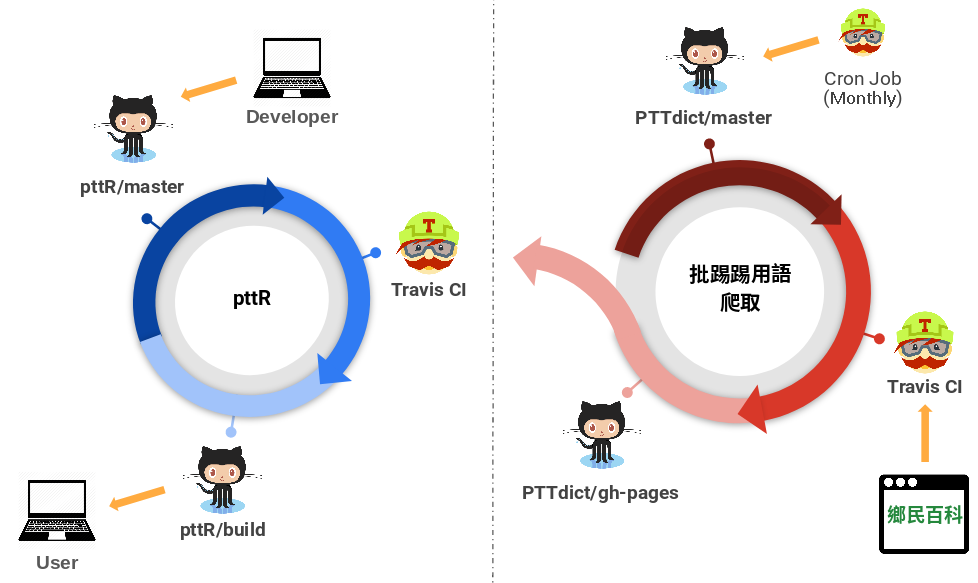 Developer
pttR/master
pttR
T
Travis CI
pttR/build
User
T
Cron Job
(Monthly)
PTTdict/master
批踢踢用語
爬取
T
Travis CI
PTTdict/gh-pages
鄉民百科